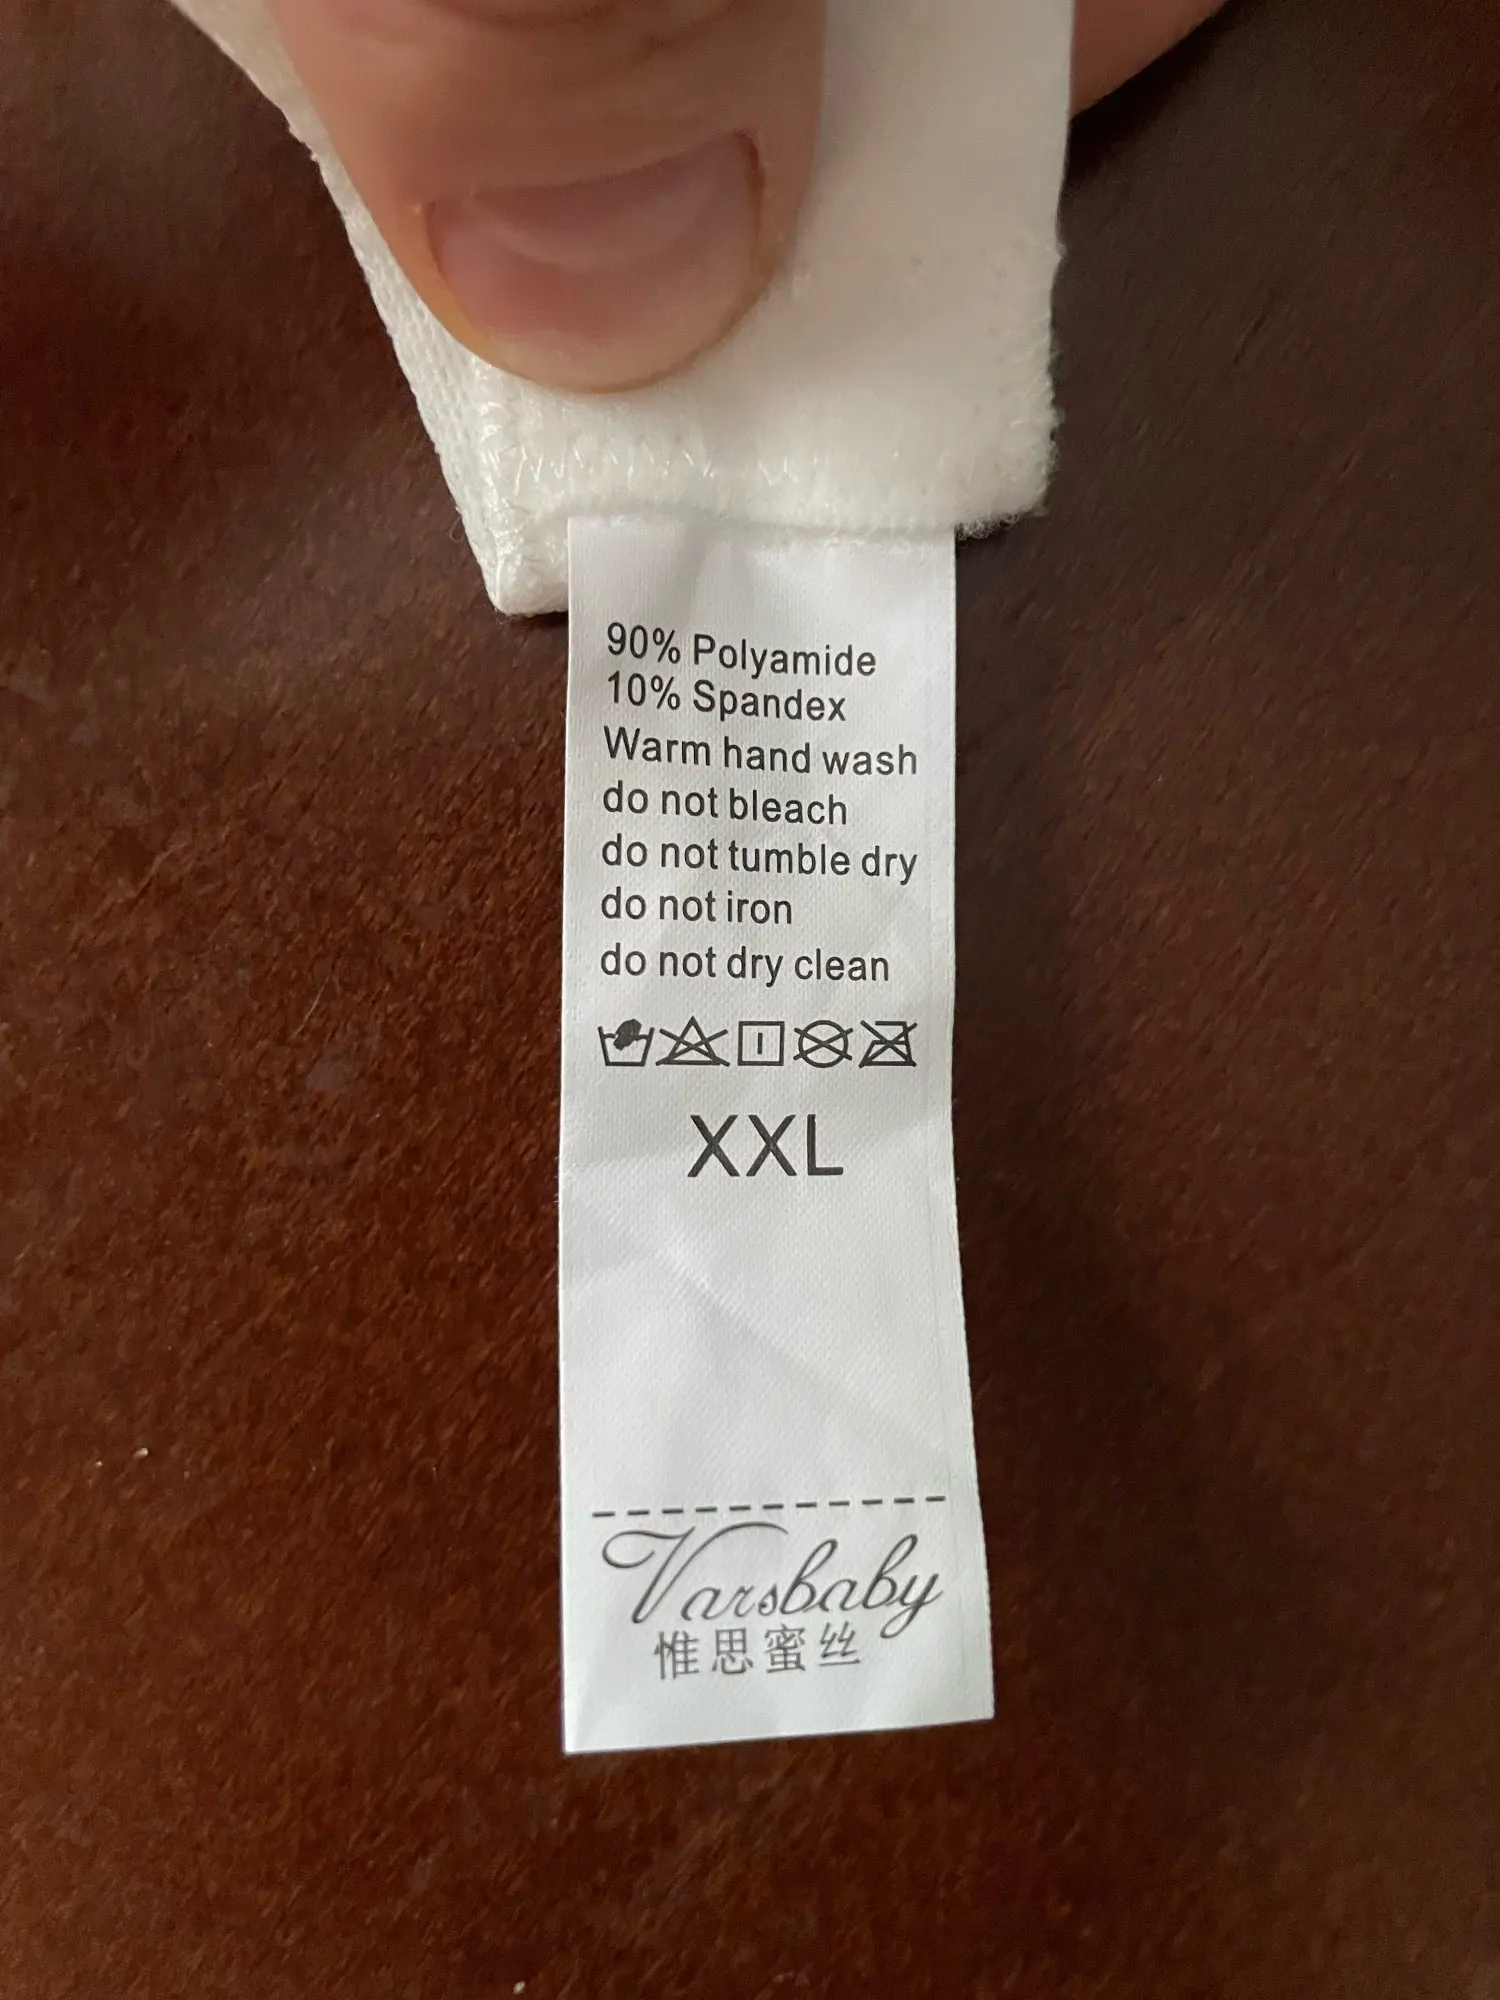 90% Polyamide
10% Spandex
Warm hand wash
do not bleach
do not tumble dry
do not iron
do not dry clean
XXL
Varsbaby
惟思蜜丝